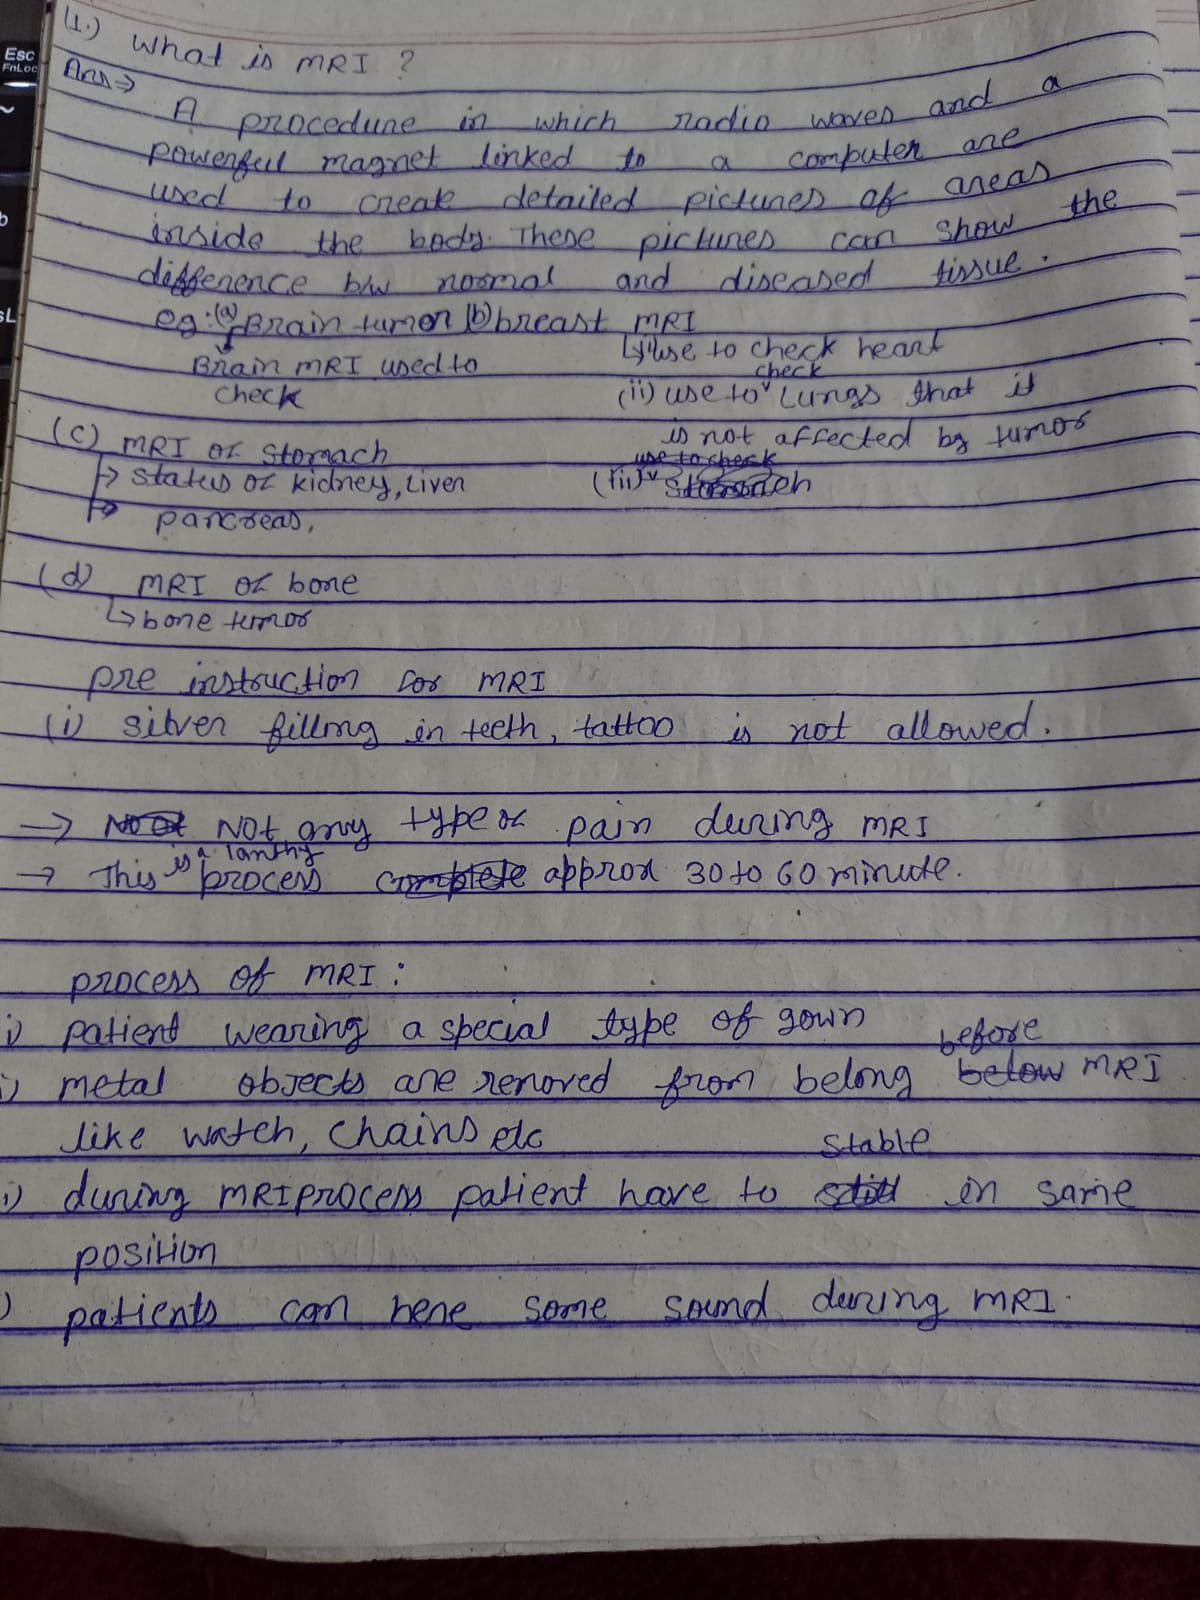 Esc
FnLoc
(1.) What is MRI ?
Ans→ A procedure in which radio waves and a
powerful magnet linked to a computer are
used to create detailed pictures of areas
inside the body. These pictures can show the
difference b/w normal and diseased tissue.
eg:(a) Brain tumor (b) breast MRI
Brain MRI used to
check
(i) use to check heart
check
(ii) use to Lungs that it
is not affected by tumor
use to check
(iii)
(c) MRI of Stomach
→ status of kidney, Liver
→ pancreas,
(d) MRI of bone
↳ bone tumor
pre instruction for MRI
(i) silver filling in teeth, tattoo is not allowed.
→ Not any type of pain during MRI
is a lanthy
→ This process complete approx 30 to 60 minute.
process of MRI :
i) patient wearing a special type of gown
before
i) metal objects are removed from belong below MRI
like watch, chains etc
stable
i) during MRI process patient have to in same
position
) patients can here some sound during MRI.